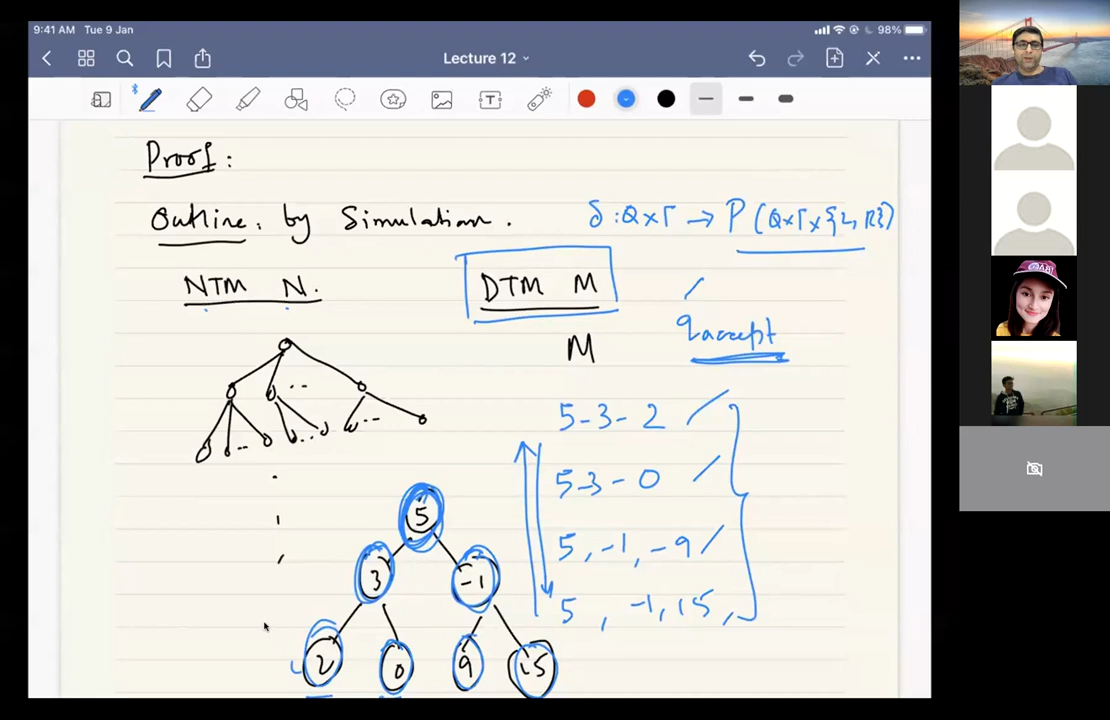 9:41 AM Tue 9 Jan
98%
Lecture 12
T
Proof:
Outline: by Simulation.
δ : Q×Γ → P (Q×Γ×{L, R})
NTM N.
DTM M
M
qaccept
5-3-2
5-3-0
5, -1, -9
5, -1, 15,
5
3
-1
2
0
9
15